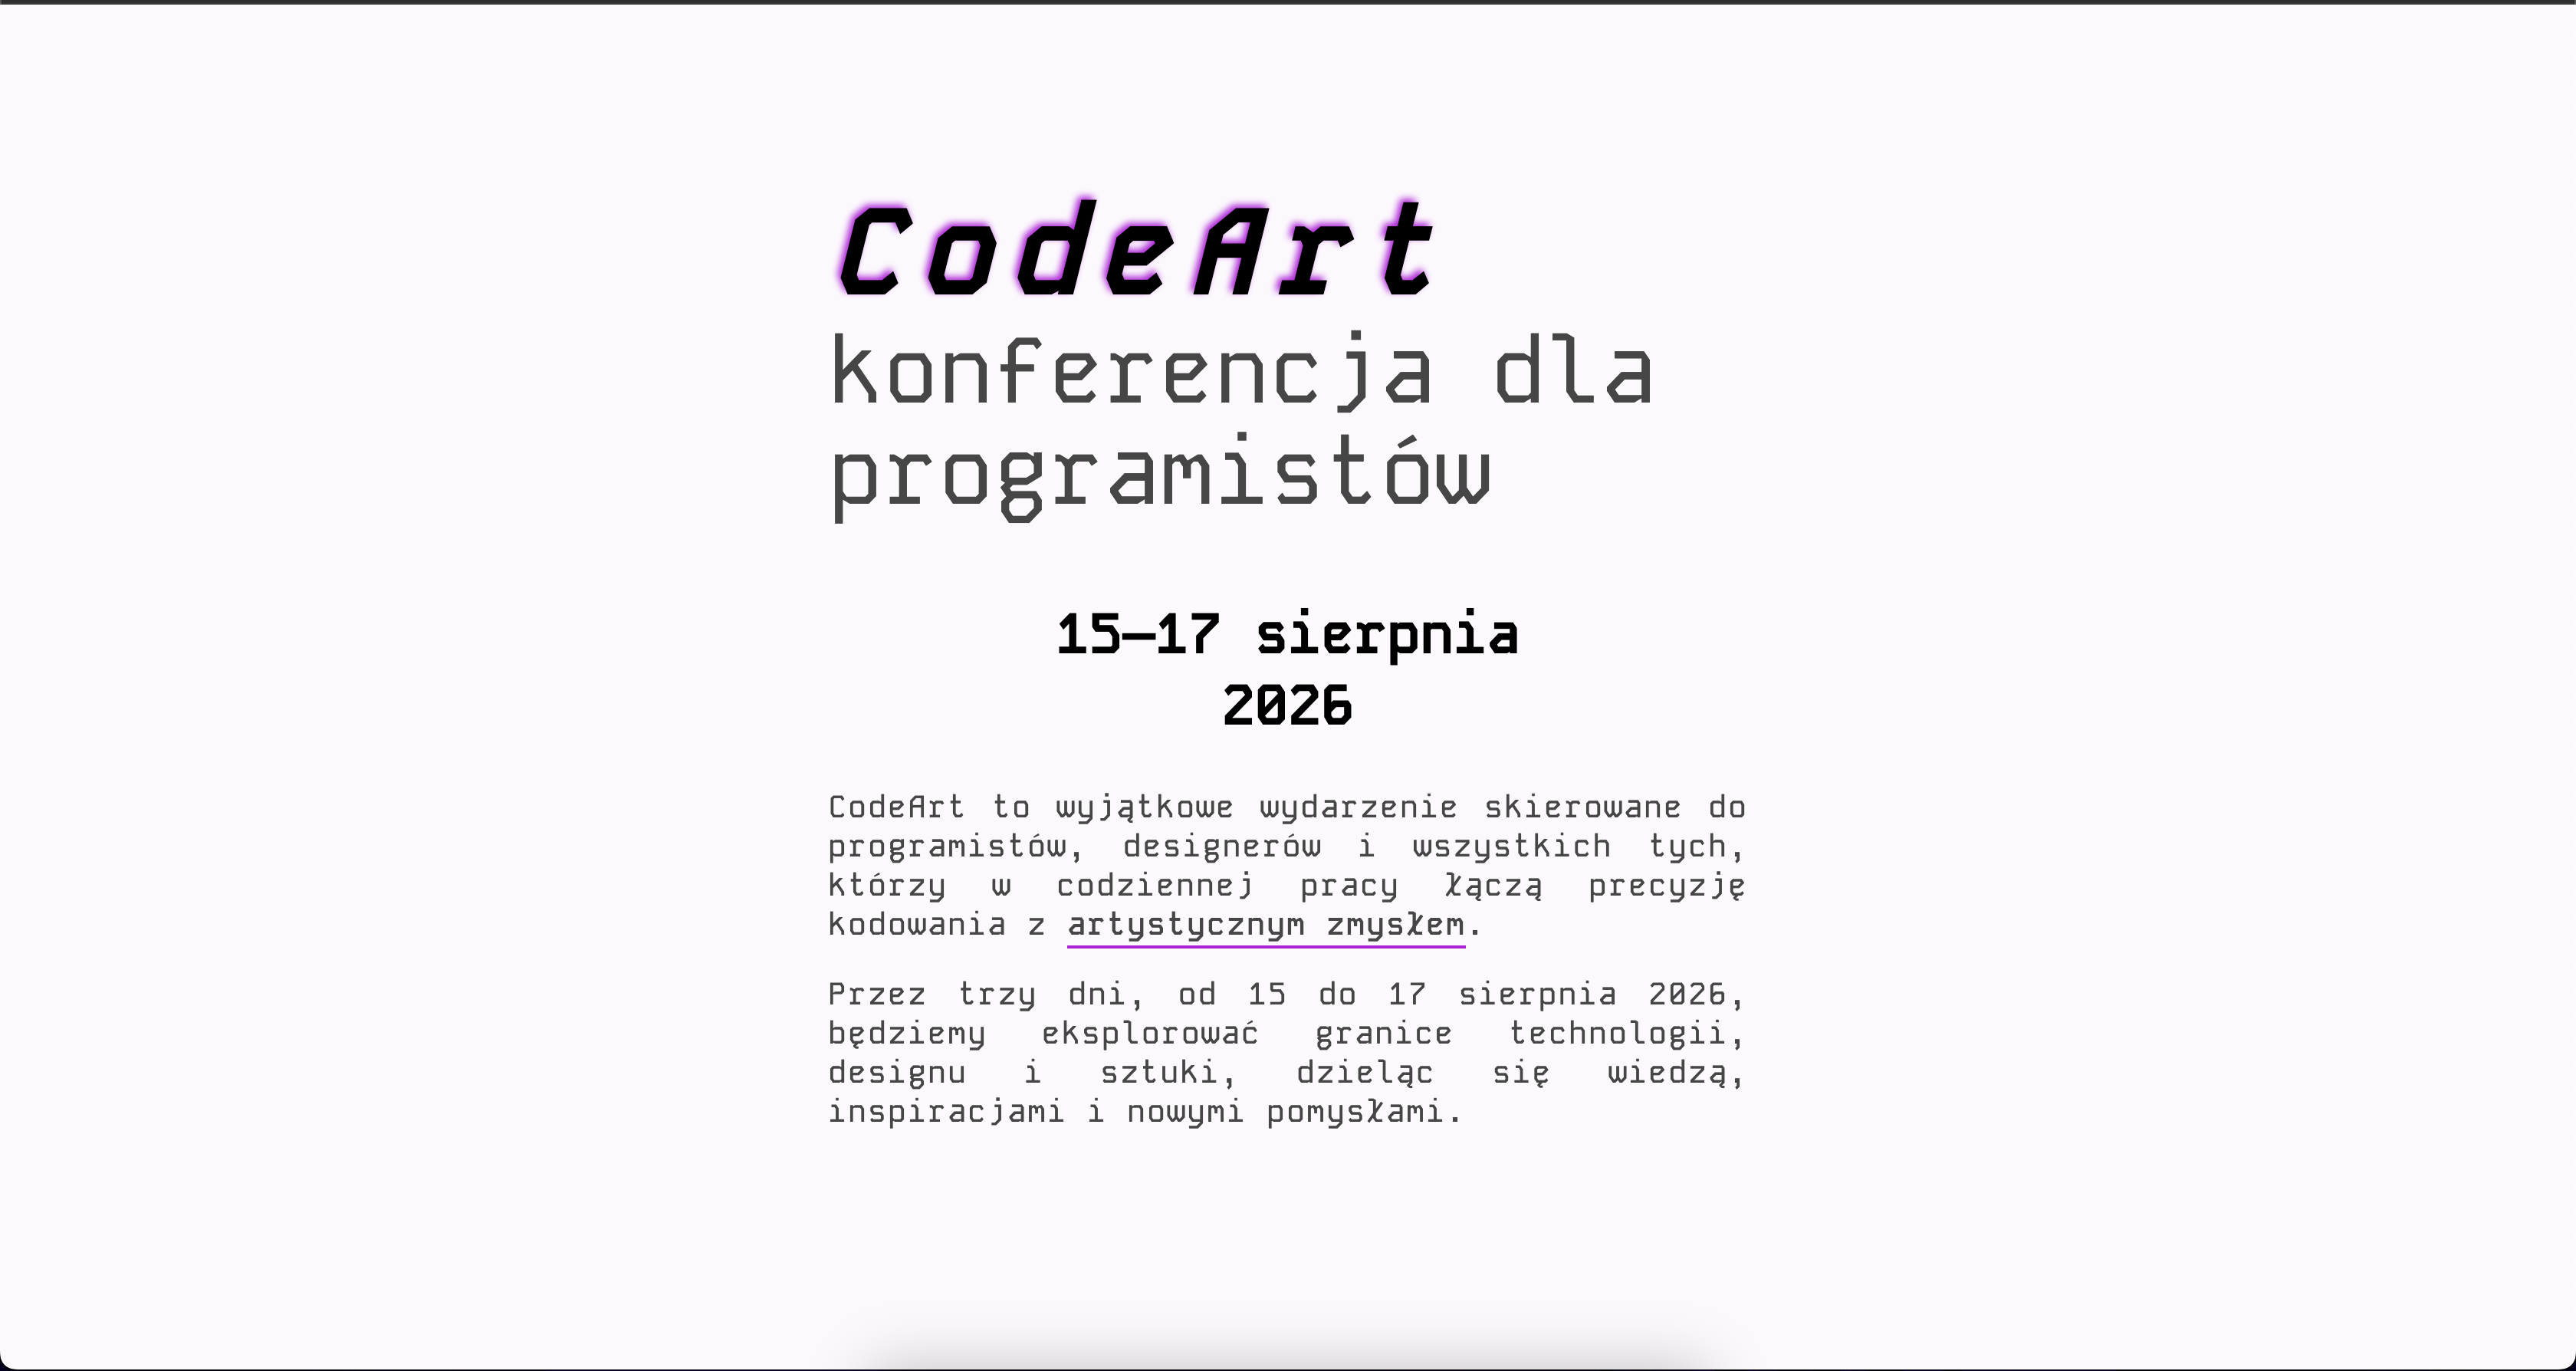 CodeArt
konferencja dla
programistów
15–17 sierpnia
2026
CodeArt to wyjątkowe wydarzenie skierowane do
programistów, designerów i wszystkich tych,
którzy w codziennej pracy łączą precyzję
kodowania z artystycznym zmysłem.
Przez trzy dni, od 15 do 17 sierpnia 2026,
będziemy eksplorować granice technologii,
designu i sztuki, dzieląc się wiedzą,
inspiracjami i nowymi pomysłami.